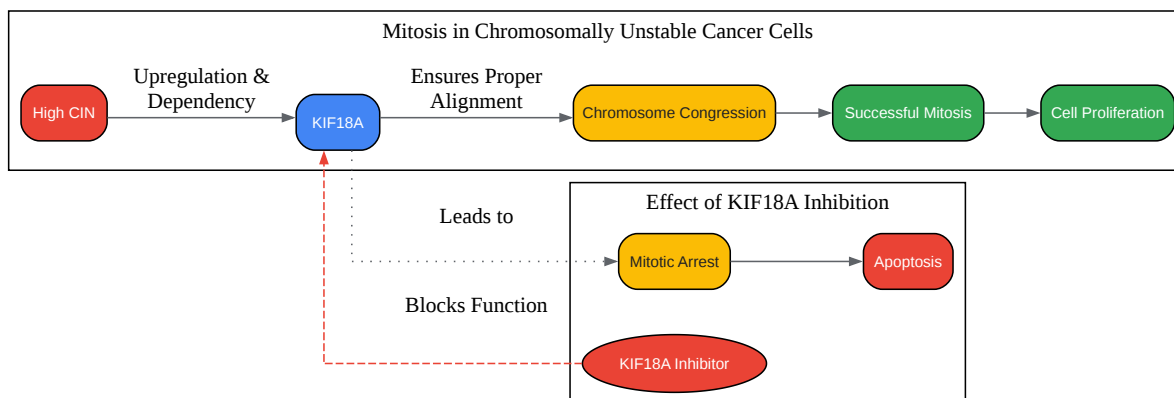 Mitosis in Chromosomally Unstable Cancer Cells
Upregulation &
Dependency
Ensures Proper
Alignment
High CIN
KIF18A
Chromosome Congression
Successful Mitosis
Cell Proliferation
Effect of KIF18A Inhibition
Leads to
Mitotic Arrest
Apoptosis
Blocks Function
KIF18A Inhibitor